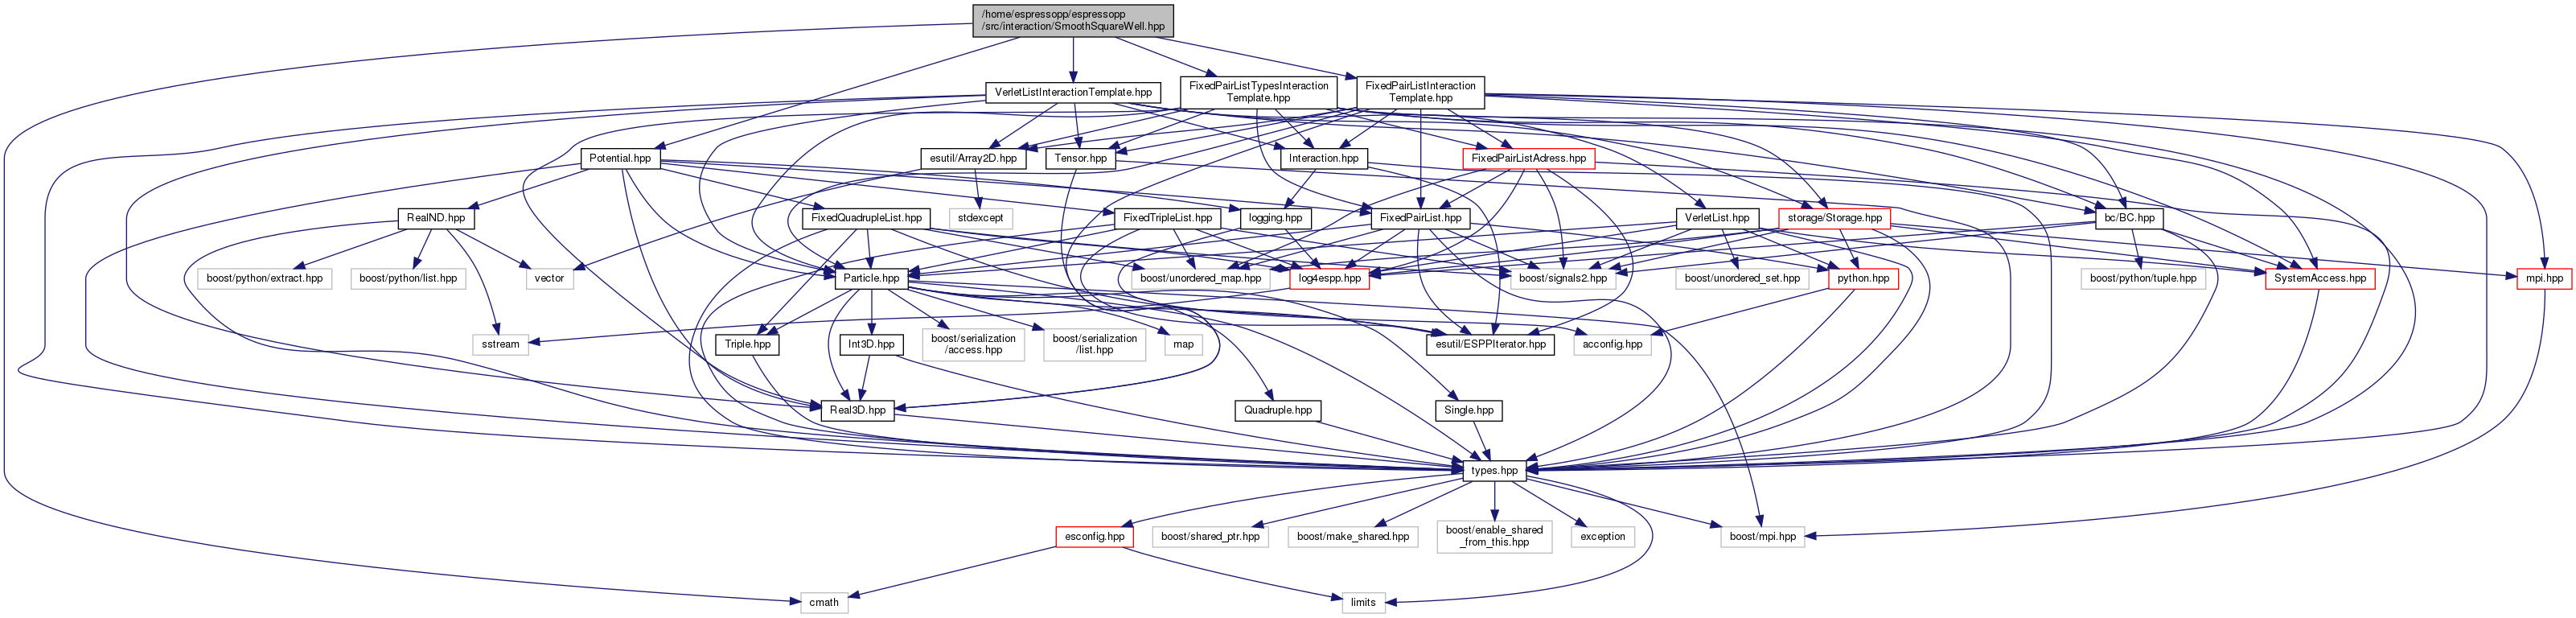 /home/espressopp/espressopp
/src/interaction/SmoothSquareWell.hpp
VerletListInteractionTemplate.hpp
FixedPairListTypesInteraction
Template.hpp
FixedPairListInteraction
Template.hpp
Potential.hpp
esutil/Array2D.hpp
Tensor.hpp
Interaction.hpp
FixedPairListAdress.hpp
RealND.hpp
FixedQuadrupleList.hpp
stdexcept
FixedTripleList.hpp
logging.hpp
FixedPairList.hpp
VerletList.hpp
storage/Storage.hpp
bc/BC.hpp
boost/python/extract.hpp
boost/python/list.hpp
vector
Particle.hpp
boost/unordered_map.hpp
log4espp.hpp
boost/signals2.hpp
boost/unordered_set.hpp
python.hpp
boost/python/tuple.hpp
SystemAccess.hpp
mpi.hpp
sstream
Triple.hpp
Int3D.hpp
boost/serialization
/access.hpp
boost/serialization
/list.hpp
map
esutil/ESPPIterator.hpp
acconfig.hpp
Real3D.hpp
Quadruple.hpp
Single.hpp
types.hpp
esconfig.hpp
boost/shared_ptr.hpp
boost/make_shared.hpp
boost/enable_shared
_from_this.hpp
exception
boost/mpi.hpp
cmath
limits